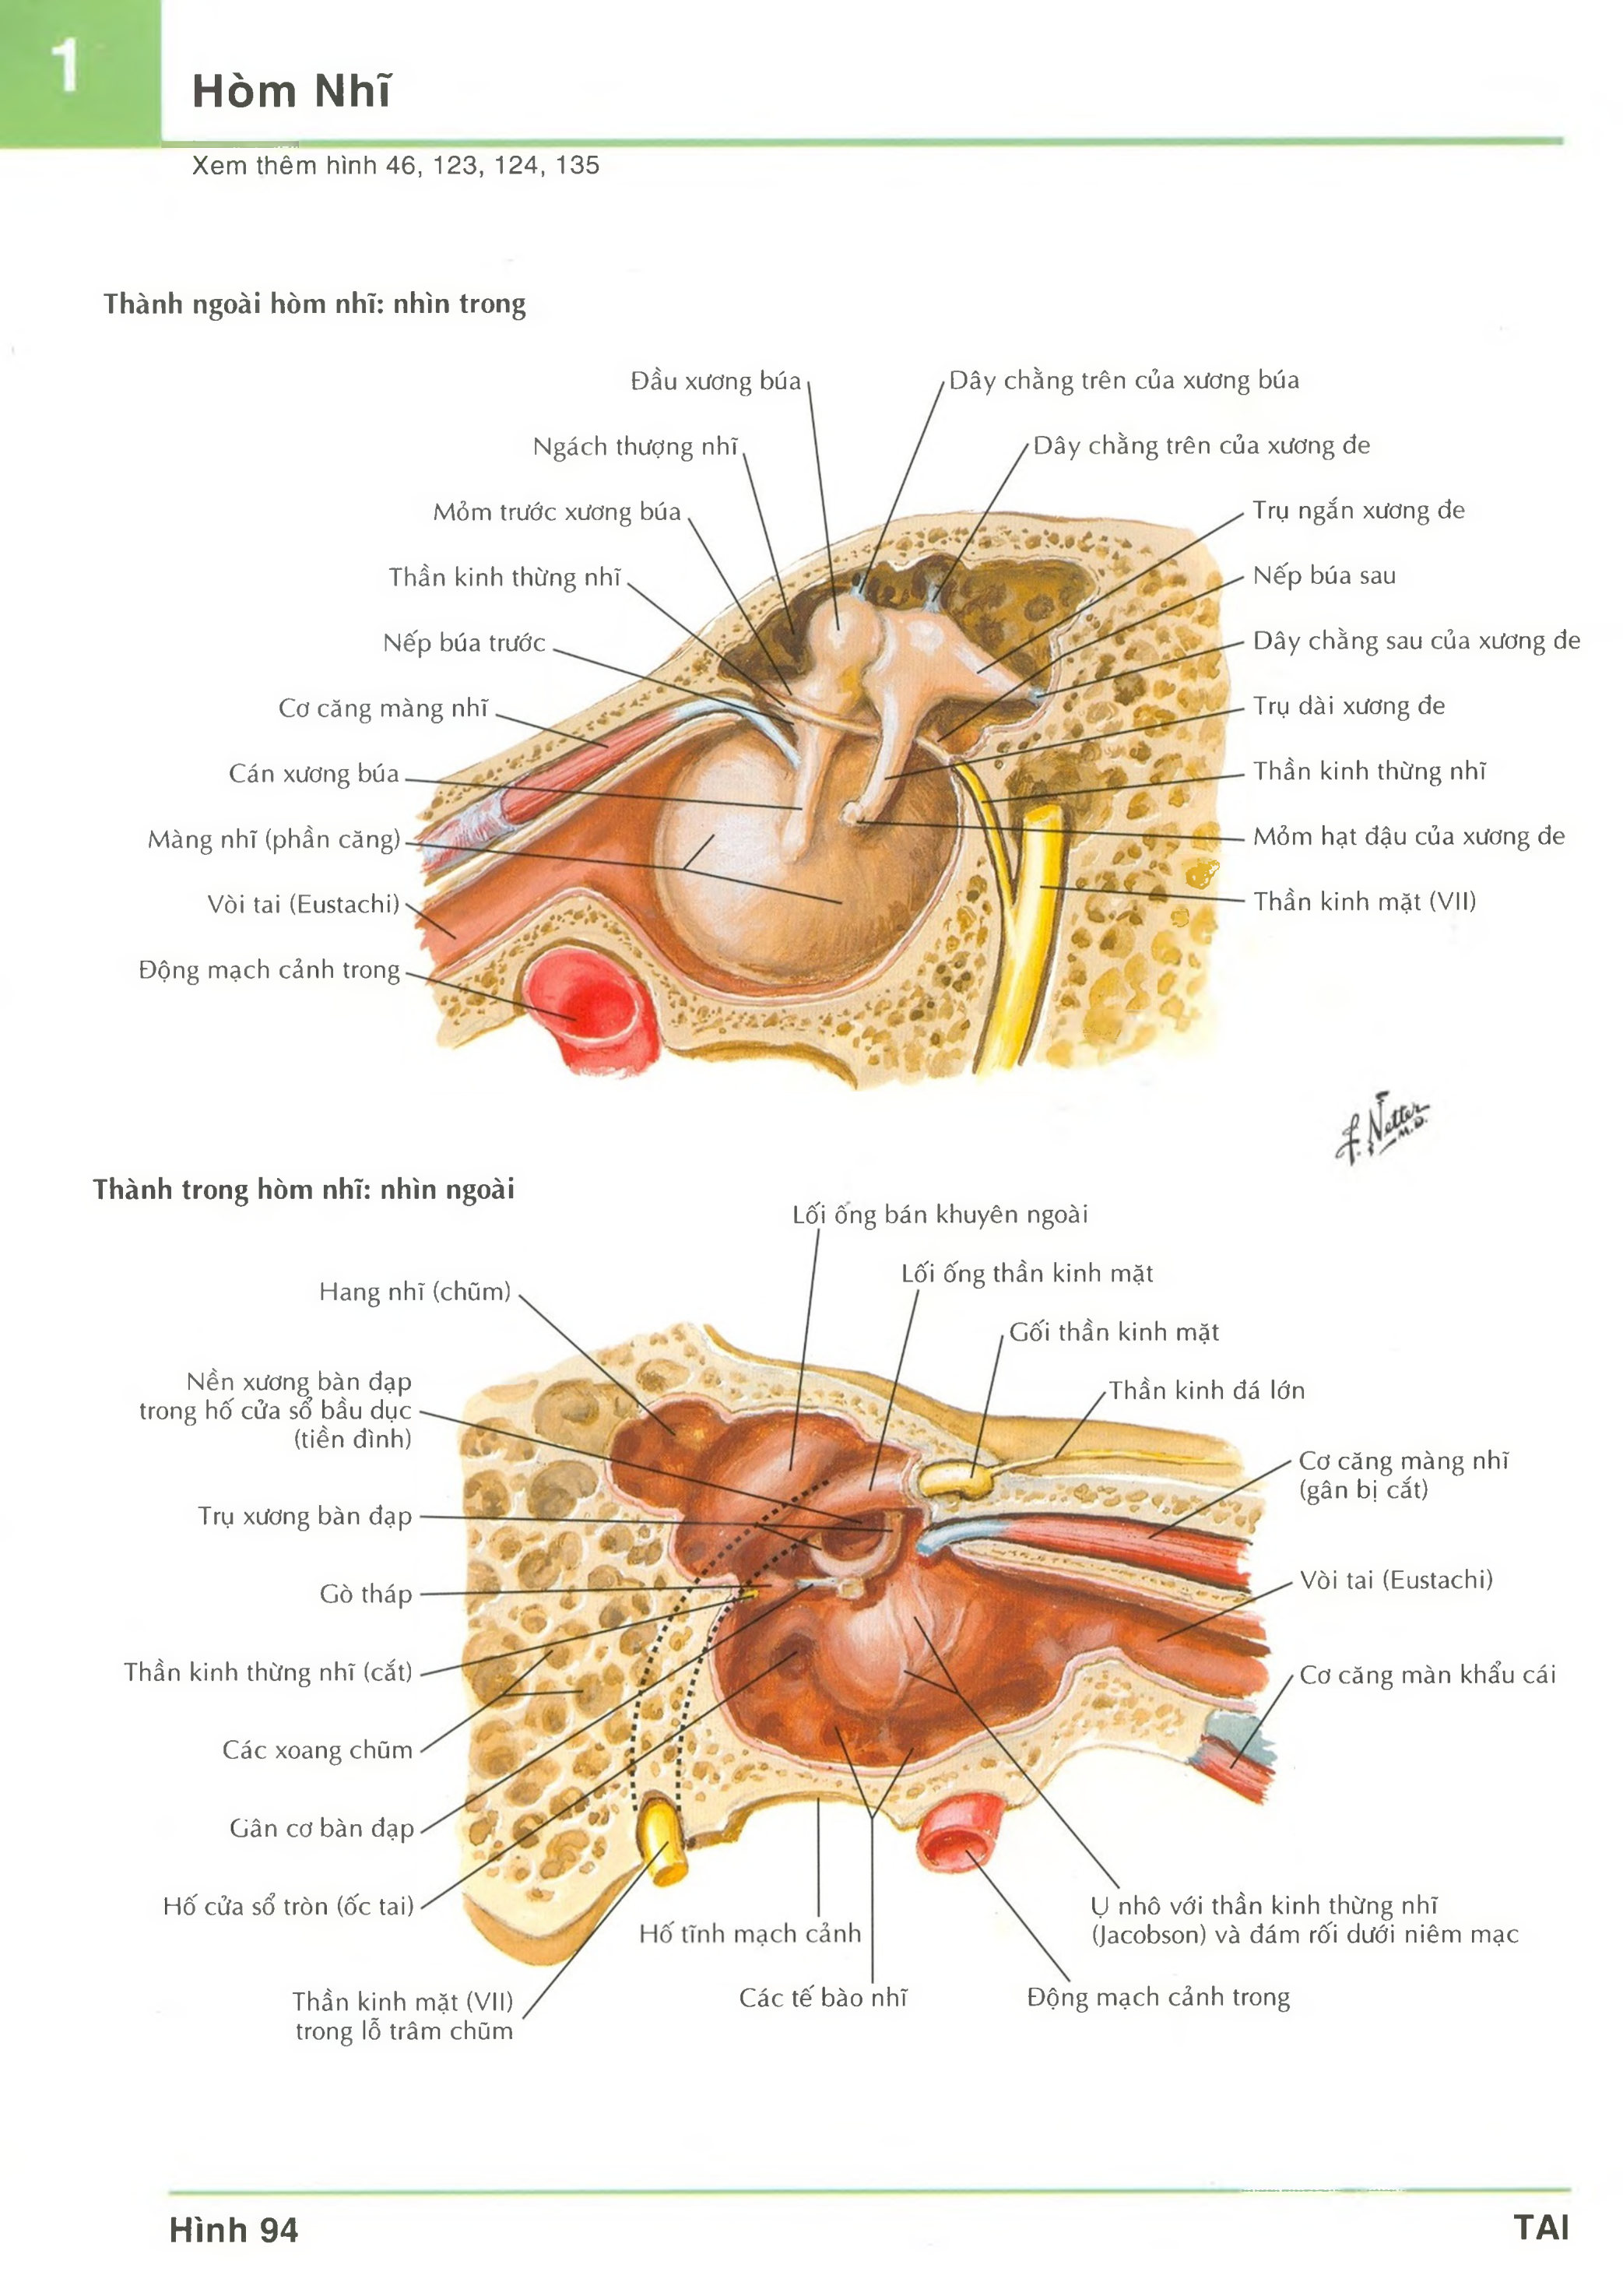 1
Hòm Nhĩ
Xem thêm hình 46, 123, 124, 135
Thành ngoài hòm nhĩ: nhìn trong
Đầu xương búa
Ngách thượng nhĩ
Mỏm trước xương búa
Thần kinh thừng nhĩ
Nếp búa trước
Cơ căng màng nhĩ
Cán xương búa
Màng nhĩ (phần căng)
Vòi tai (Eustachi)
Động mạch cảnh trong
Dây chằng trên của xương búa
Dây chằng trên của xương đe
Trụ ngắn xương đe
Nếp búa sau
Dây chằng sau của xương đe
Trụ dài xương đe
Thần kinh thừng nhĩ
Mỏm hạt đậu của xương đe
Thần kinh mặt (VII)
F. Netter
M.D.
Thành trong hòm nhĩ: nhìn ngoài
Lối ống bán khuyên ngoài
Lối ống thần kinh mặt
Gối thần kinh mặt
Thần kinh đá lớn
Cơ căng màng nhĩ
(gân bị cắt)
Vòi tai (Eustachi)
Cơ căng màn khẩu cái
Hang nhĩ (chũm)
Nền xương bàn đạp
trong hố cửa sổ bầu dục
(tiền đình)
Trụ xương bàn đạp
Gò tháp
Thần kinh thừng nhĩ (cắt)
Các xoang chũm
Gân cơ bàn đạp
Hố cửa sổ tròn (ốc tai)
Thần kinh mặt (VII)
trong lỗ trâm chũm
Hố tĩnh mạch cảnh
Các tế bào nhĩ
Ụ nhô với thần kinh thừng nhĩ
(Jacobson) và đám rối dưới niêm mạc
Động mạch cảnh trong
Hình 94
TAI